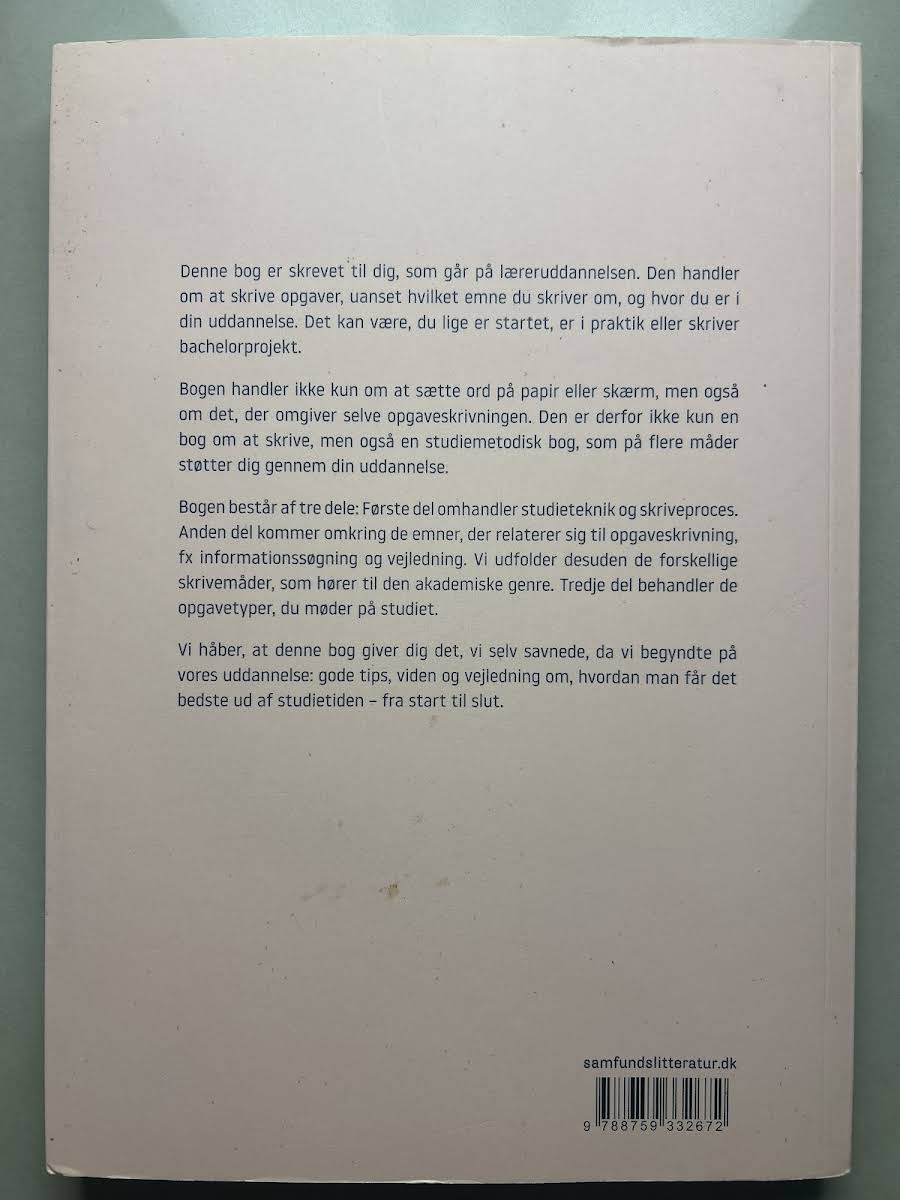 Denne bog er skrevet til dig, som går på læreruddannelsen. Den handler
om at skrive opgaver, uanset hvilket emne du skriver om, og hvor du er i
din uddannelse. Det kan være, du lige er startet, er i praktik eller skriver
bachelorprojekt.
Bogen handler ikke kun om at sætte ord på papir eller skærm, men også
om det, der omgiver selve opgaveskrivningen. Den er derfor ikke kun en
bog om at skrive, men også en studiemetodisk bog, som på flere måder
støtter dig gennem din uddannelse.
Bogen består af tre dele: Første del omhandler studieteknik og skriveproces.
Anden del kommer omkring de emner, der relaterer sig til opgaveskrivning,
fx informationssøgning og vejledning. Vi udfolder desuden de forskellige
skrivemåder, som hører til den akademiske genre. Tredje del behandler de
opgavetyper, du møder på studiet.
Vi håber, at denne bog giver dig det, vi selv savnede, da vi begyndte på
vores uddannelse: gode tips, viden og vejledning om, hvordan man får det
bedste ud af studietiden – fra start til slut.
samfundslitteratur.dk
9 788759 332672